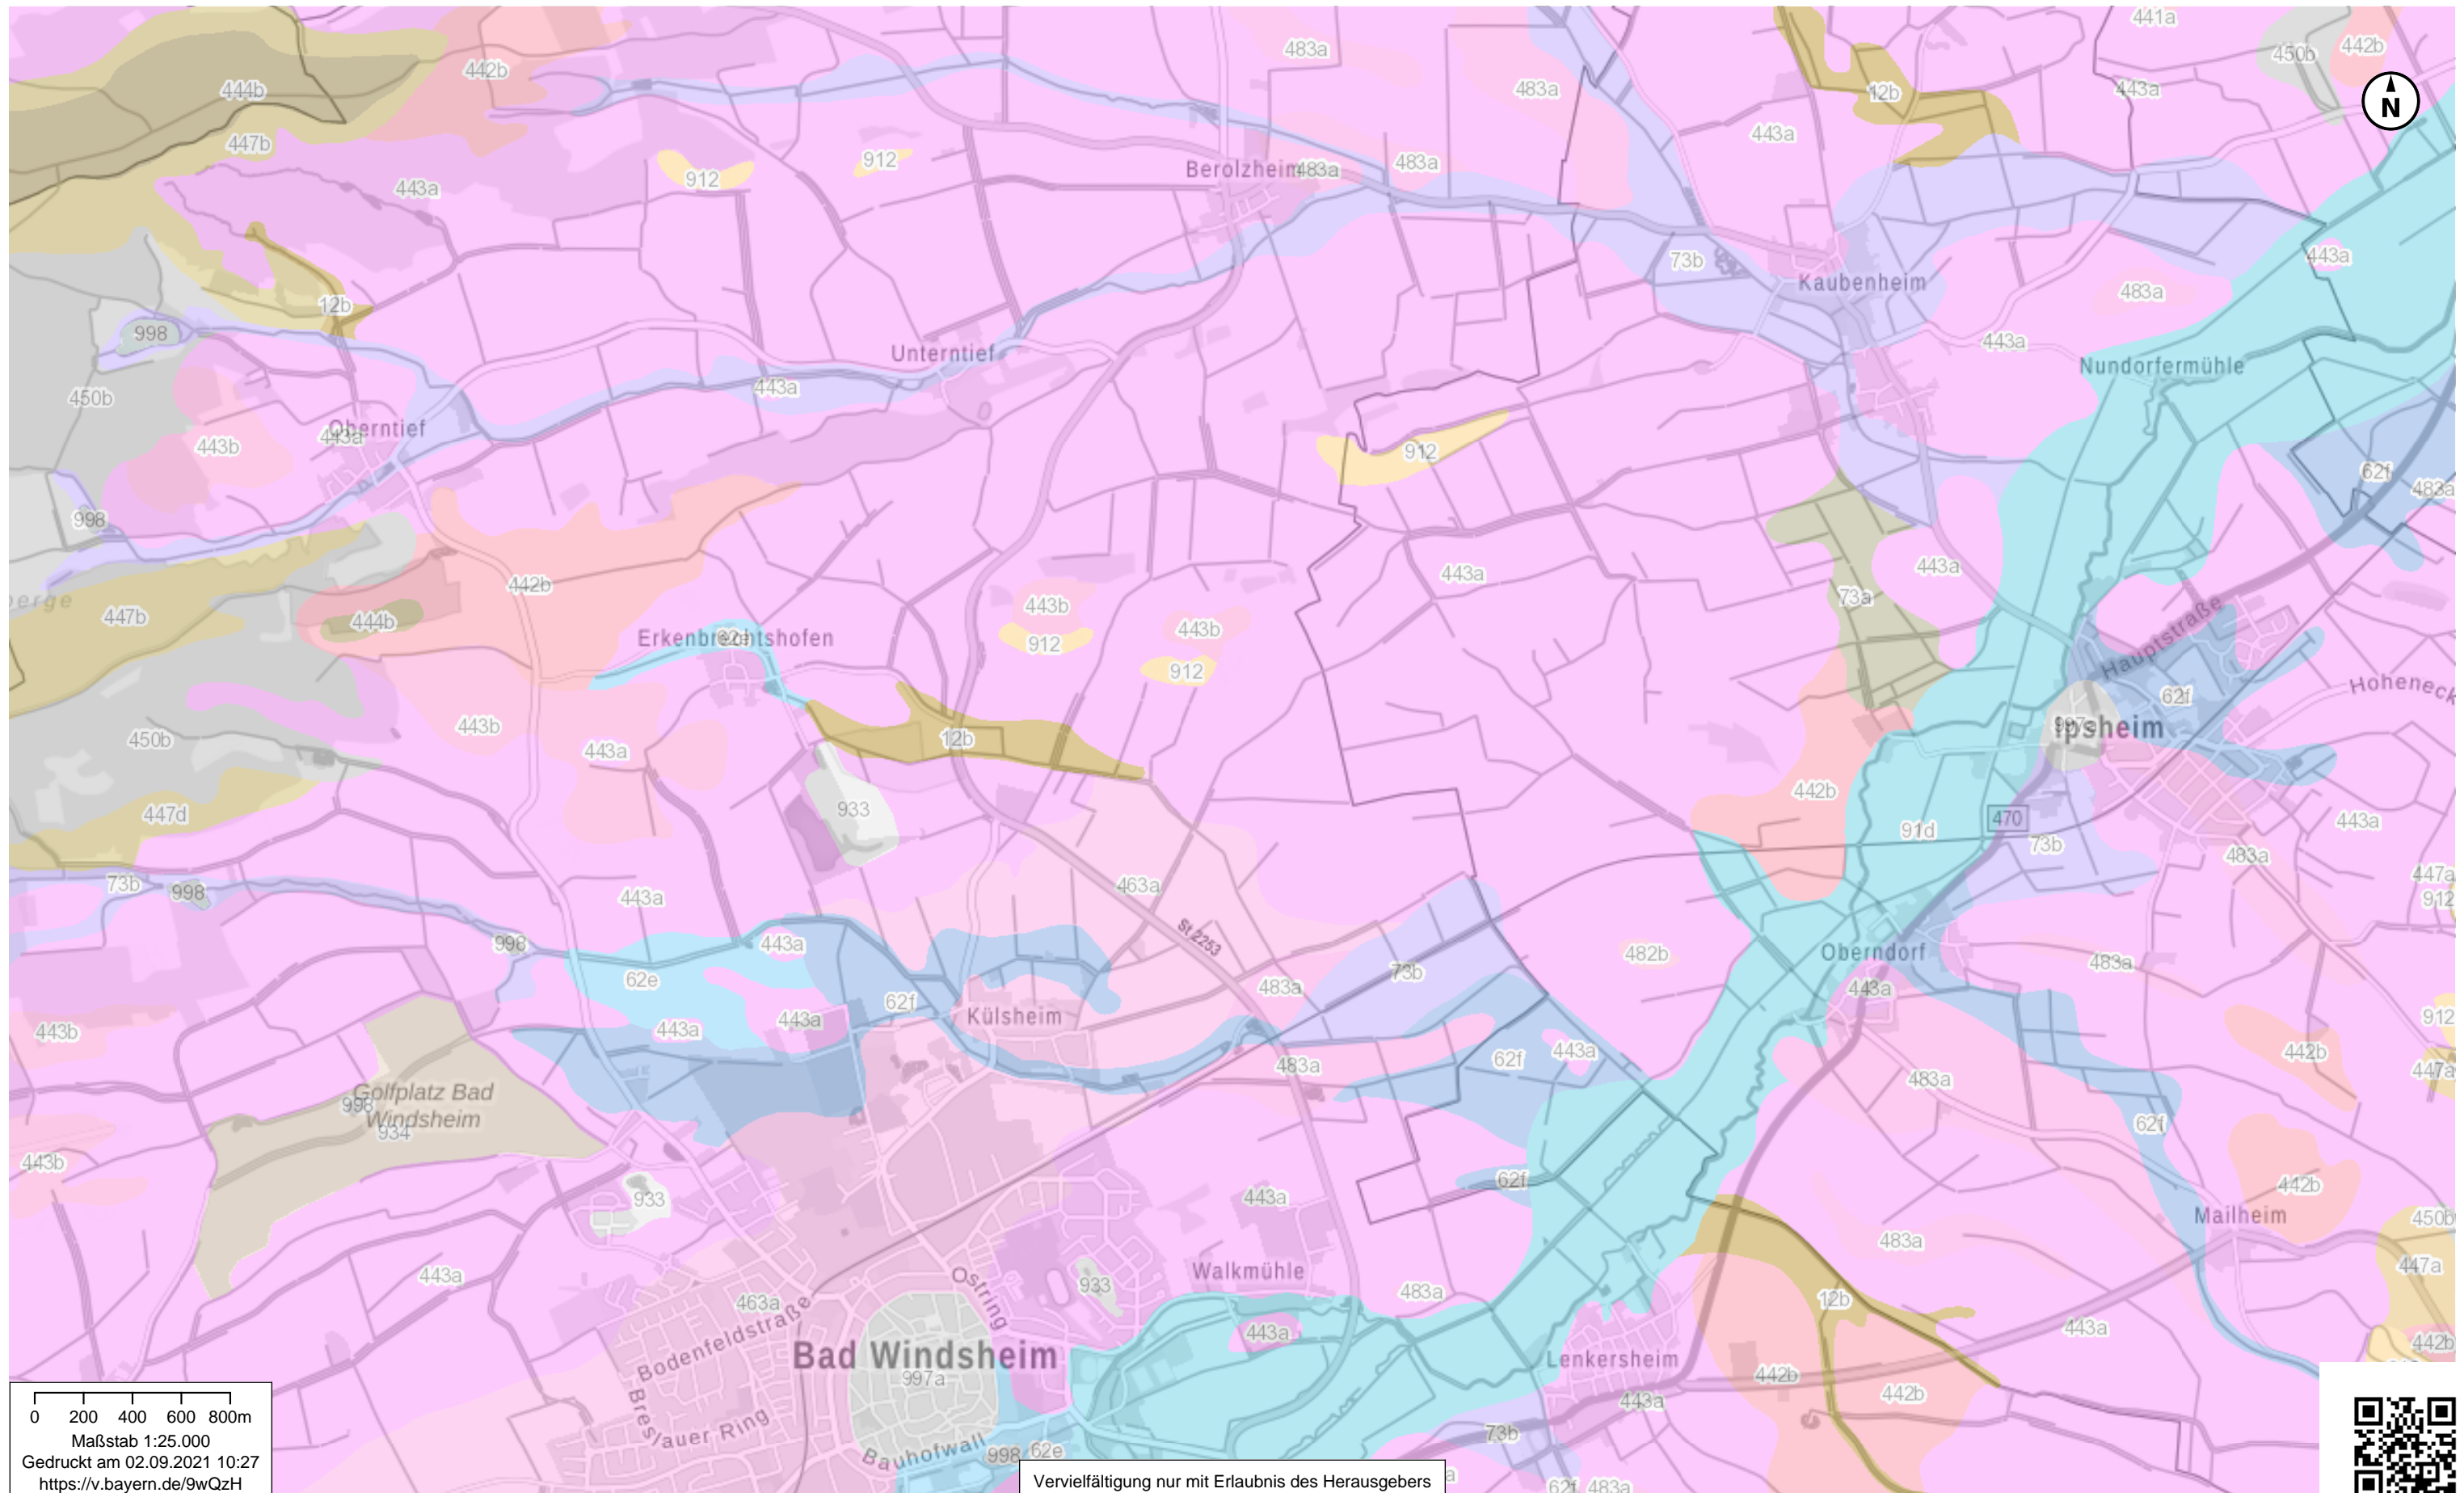 441a
483a
450b
442b
442b
444b
483a
12b
443a
443a
447b
912
912
Berolzheim
483a
483a
443a
N
12b
73b
Kaubenheim
443a
483a
998
Unterntief
443a
443a
Nundorfermühle
450b
Oberntief
443a
443b
912
62f
483a
998
442b
443a
443a
73a
447b
444b
Erkenbrechtshofen
443b
912
443b
912
Hauptstraße
62f
Hoheneck
450b
443b
443a
12b
Ipsheim
447d
933
442b
91d
470
73b
443a
483a
73b
998
443a
463a
St 2253
447a
912
998
443a
62e
62f
443a
443a
Külsheim
483a
73b
482b
Oberndorf
443a
483a
912
443b
483a
62f
443a
442b
447a
483a
Golfplatz Bad
Windsheim
998
934
62f
443b
933
443a
62f
442b
Mailheim
450b
483a
447a
443a
Walkmühle
933
483a
12b
Ostring
463a
Bodenfeldstraße
443a
443a
Bad Windsheim
997a
Lenkersheim
442b
442b
442b
443a
Breslauer Ring
Bauhofwall
998
62e
73b
62f
483a
0 200 400 600 800m
Maßstab 1:25.000
Gedruckt am 02.09.2021 10:27
https://v.bayern.de/9wQzH
Vervielfältigung nur mit Erlaubnis des Herausgebers